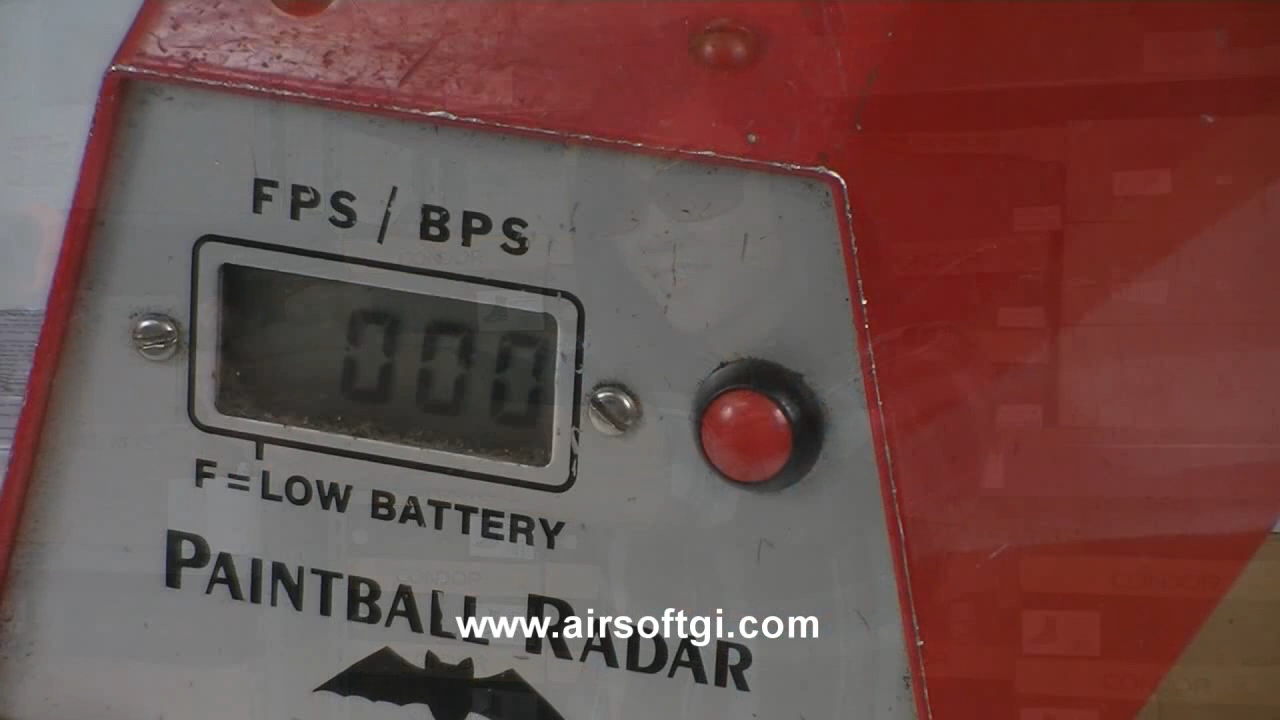 FPS / BPS
000
F = LOW BATTERY
PAINTBALL RADAR
www.airsoftgi.com